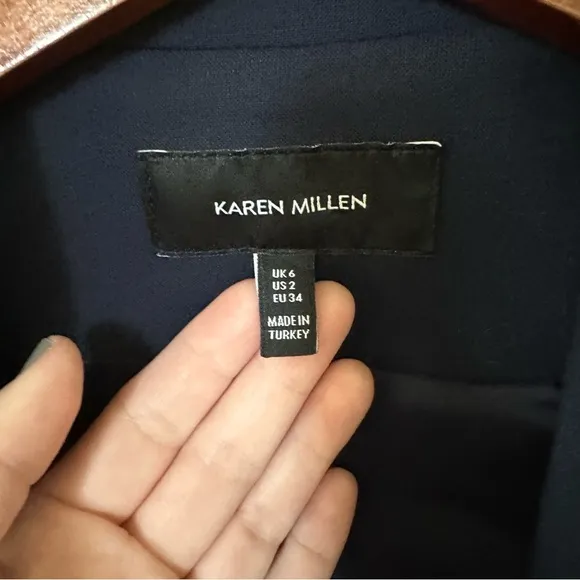 KAREN MILLEN
UK 6
US 2
EU 34
MADE IN
TURKEY